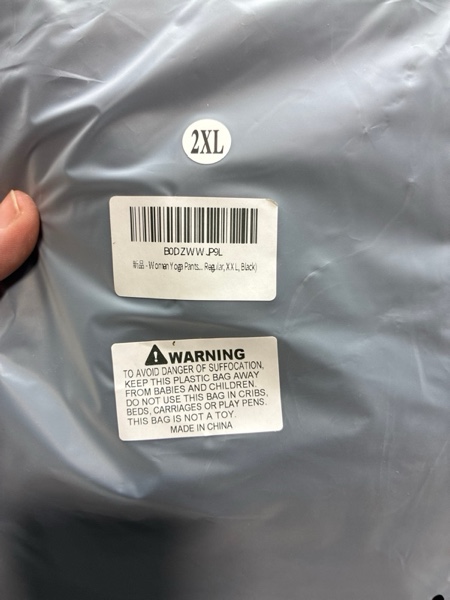 2XL
B0DZWWJP9L
新品 - Women Yoga Pants... Regular, XXL, Black)
WARNING
TO AVOID DANGER OF SUFFOCATION,
KEEP THIS PLASTIC BAG AWAY
FROM BABIES AND CHILDREN.
DO NOT USE THIS BAG IN CRIBS,
BEDS, CARRIAGES OR PLAY PENS.
THIS BAG IS NOT A TOY.
MADE IN CHINA